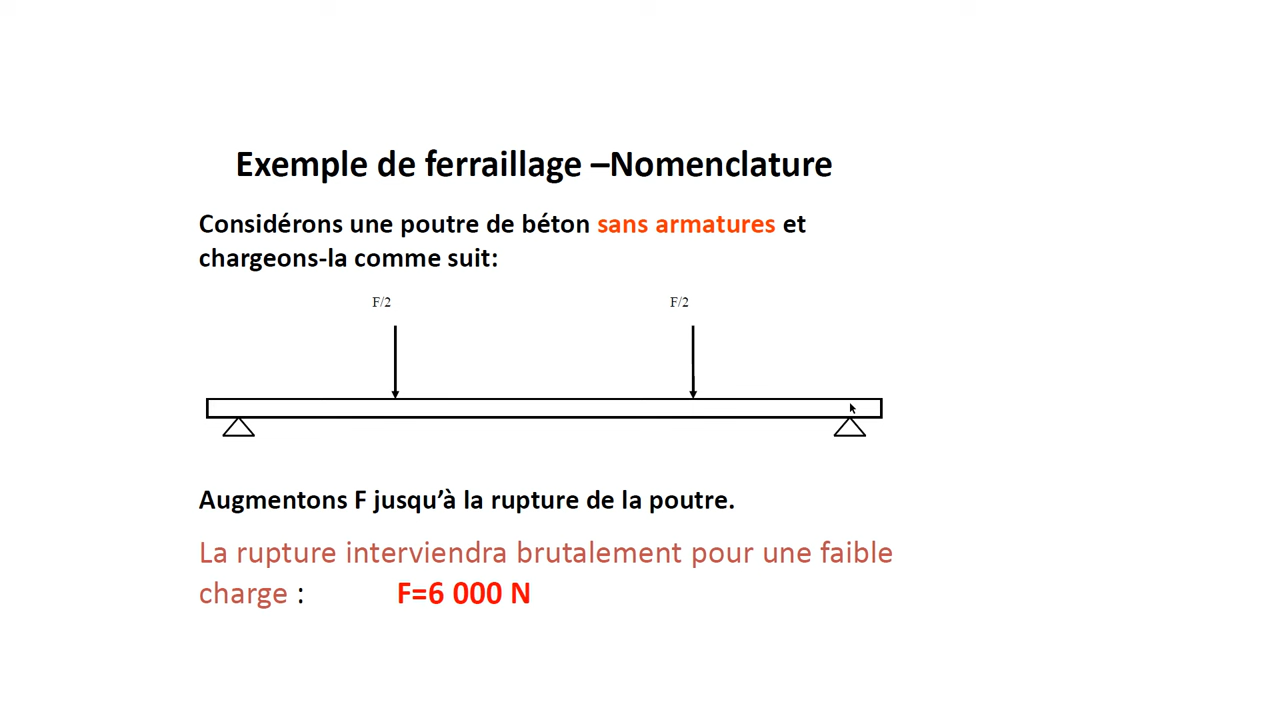 Exemple de ferraillage –Nomenclature
Considérons une poutre de béton sans armatures et
chargeons-la comme suit:
F/2 F/2
Augmentons F jusqu’à la rupture de la poutre.
La rupture interviendra brutalement pour une faible
charge : F=6 000 N